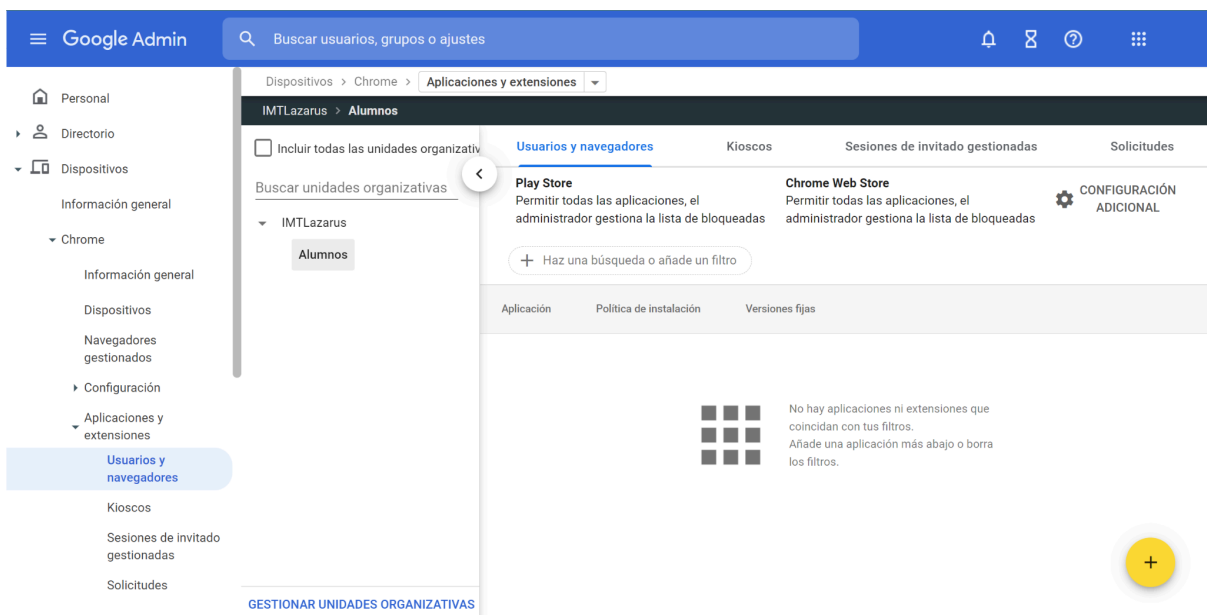 Google Admin
Buscar usuarios, grupos o ajustes
Personal
Directorio
Dispositivos
Información general
Chrome
Información general
Dispositivos
Navegadores
gestionados
Configuración
Aplicaciones y
extensiones
Usuarios y
navegadores
Kioscos
Sesiones de invitado
gestionadas
Solicitudes
Dispositivos > Chrome > Aplicaciones y extensiones
IMTLazarus > Alumnos
Incluir todas las unidades organizativ
Buscar unidades organizativas
IMTLazarus
Alumnos
GESTIONAR UNIDADES ORGANIZATIVAS
Usuarios y navegadores Kioscos Sesiones de invitado gestionadas Solicitudes
Play Store
Permitir todas las aplicaciones, el
administrador gestiona la lista de bloqueadas
Chrome Web Store
Permitir todas las aplicaciones, el
administrador gestiona la lista de bloqueadas
CONFIGURACIÓN
ADICIONAL
+ Haz una búsqueda o añade un filtro
Aplicación Política de instalación Versiones fijas
No hay aplicaciones ni extensiones que
coincidan con tus filtros.
Añade una aplicación más abajo o borra
los filtros.
+